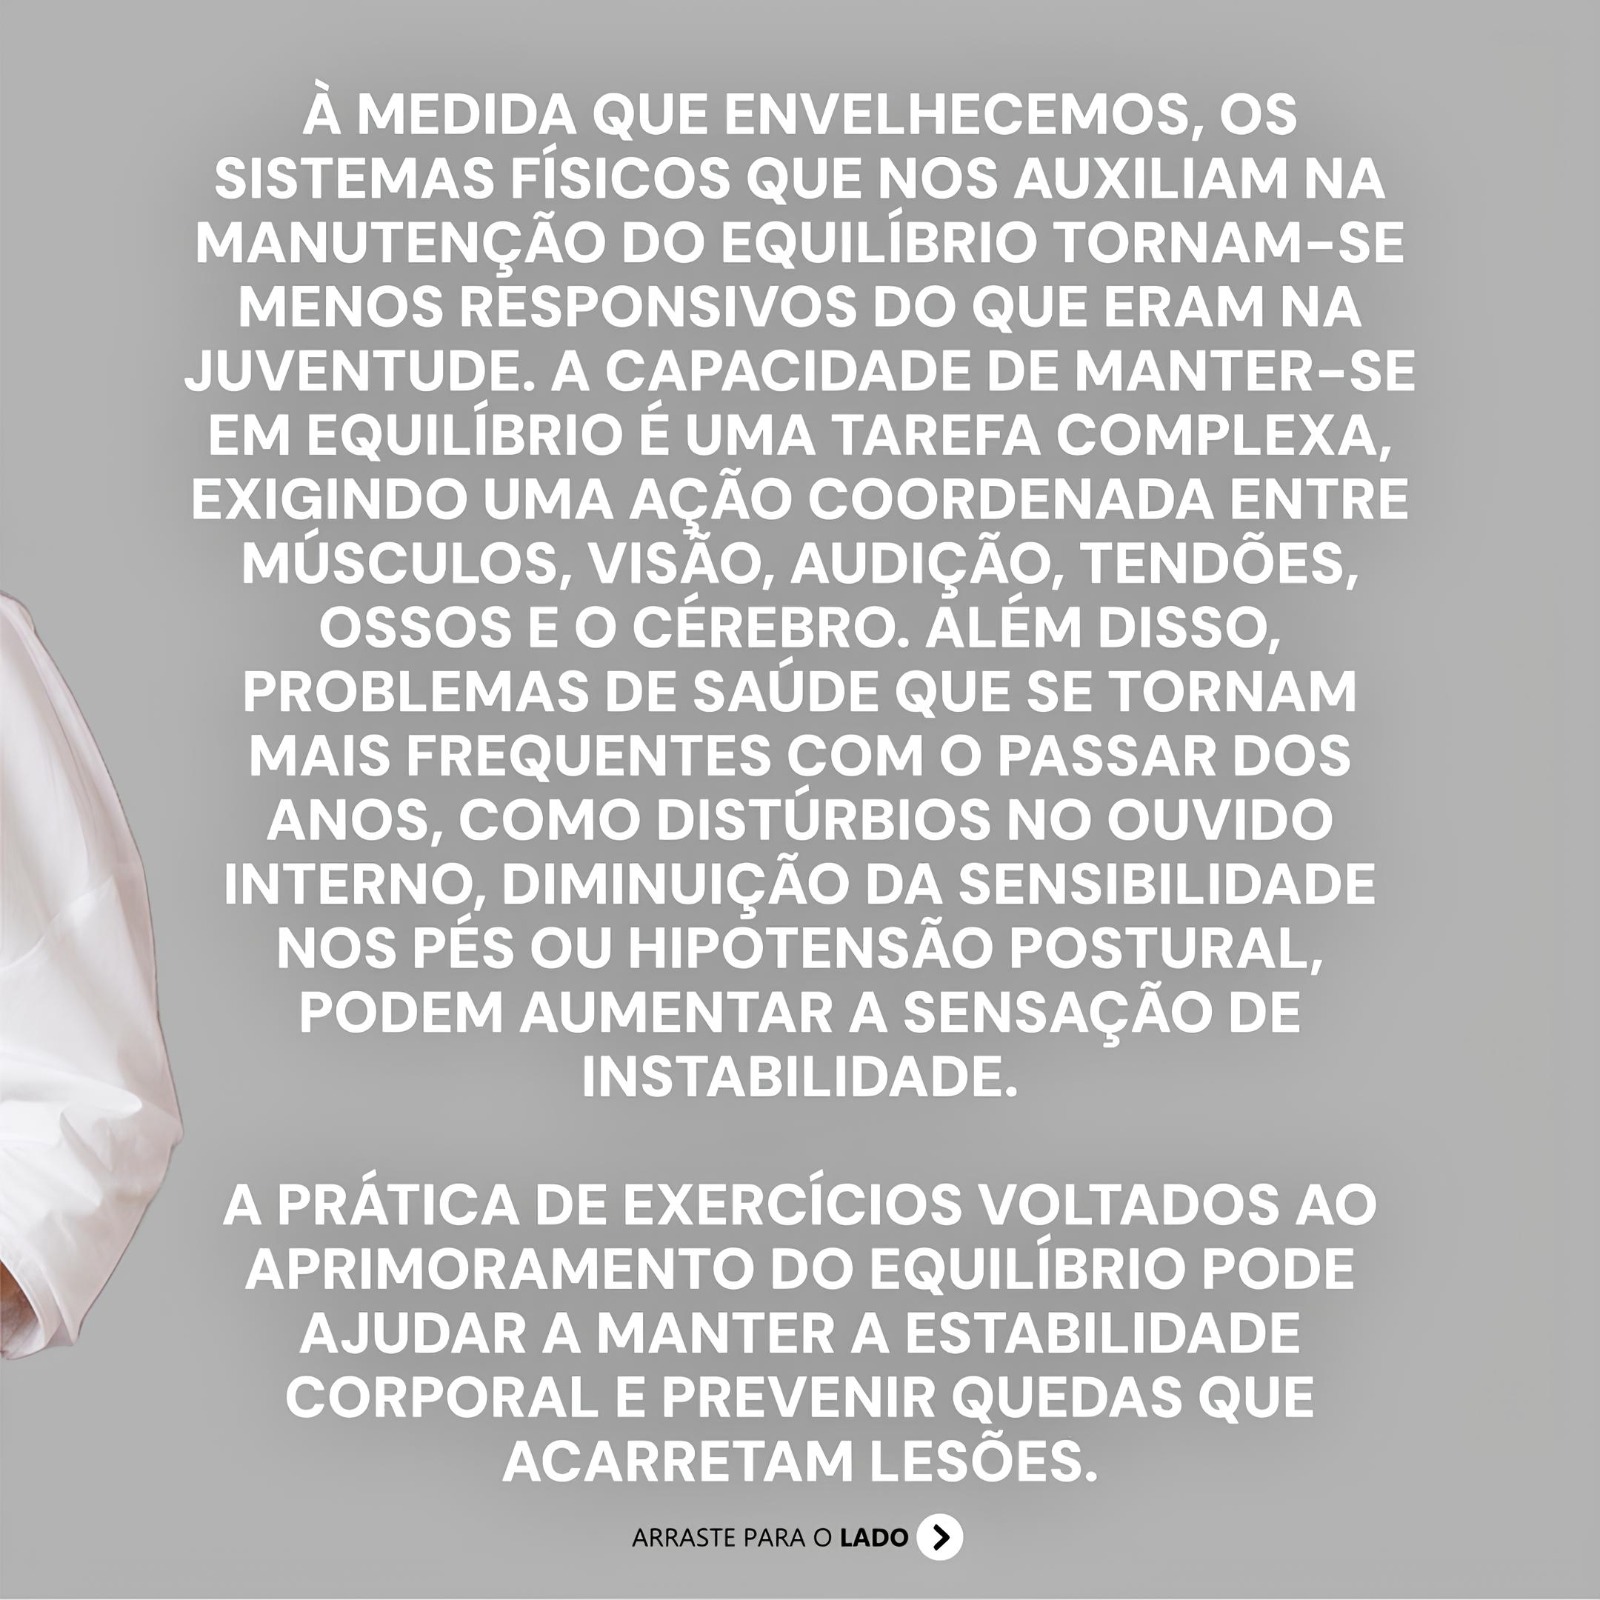 À MEDIDA QUE ENVELHECEMOS, OS
SISTEMAS FÍSICOS QUE NOS AUXILIAM NA
MANUTENÇÃO DO EQUILÍBRIO TORNAM-SE
MENOS RESPONSIVOS DO QUE ERAM NA
JUVENTUDE. A CAPACIDADE DE MANTER-SE
EM EQUILÍBRIO É UMA TAREFA COMPLEXA,
EXIGINDO UMA AÇÃO COORDENADA ENTRE
MÚSCULOS, VISÃO, AUDIÇÃO, TENDÕES,
OSSOS E O CÉREBRO. ALÉM DISSO,
PROBLEMAS DE SAÚDE QUE SE TORNAM
MAIS FREQUENTES COM O PASSAR DOS
ANOS, COMO DISTÚRBIOS NO OUVIDO
INTERNO, DIMINUIÇÃO DA SENSIBILIDADE
NOS PÉS OU HIPOTENSÃO POSTURAL,
PODEM AUMENTAR A SENSAÇÃO DE
INSTABILIDADE.
A PRÁTICA DE EXERCÍCIOS VOLTADOS AO
APRIMORAMENTO DO EQUILÍBRIO PODE
AJUDAR A MANTER A ESTABILIDADE
CORPORAL E PREVENIR QUEDAS QUE
ACARRETAM LESÕES.
ARRASTE PARA O LADO